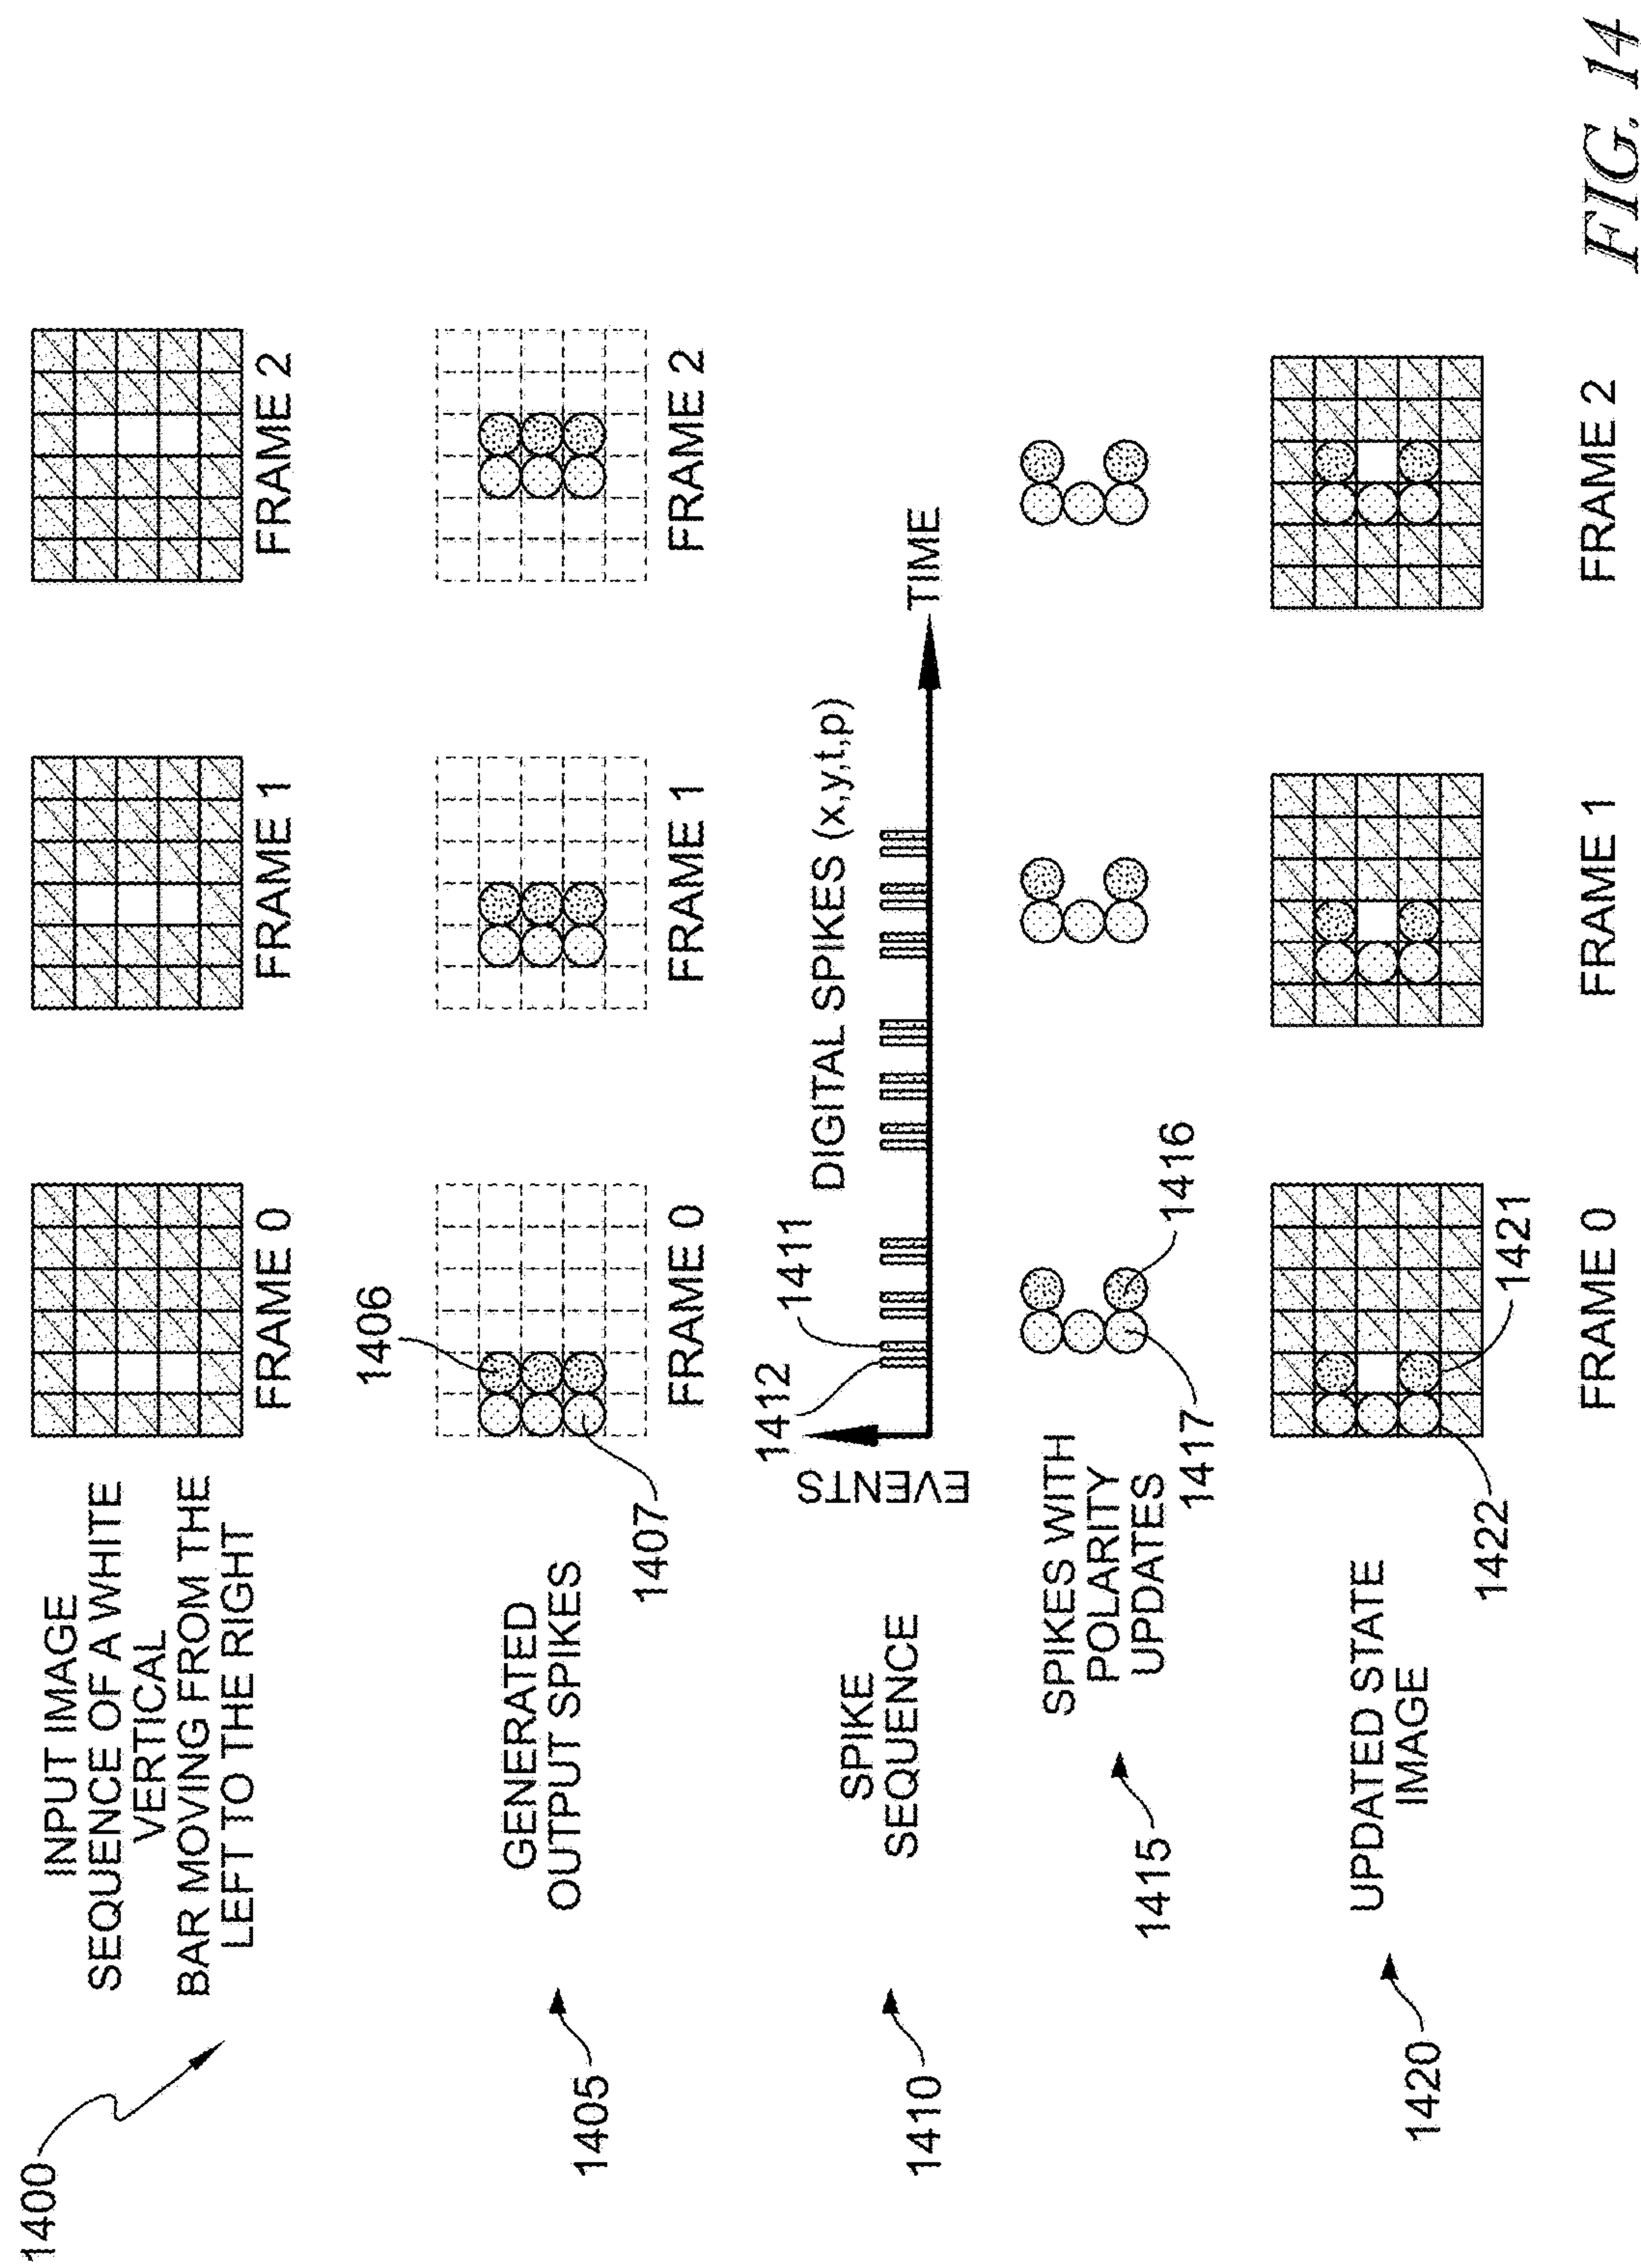 1400
INPUT IMAGE
SEQUENCE OF A WHITE
VERTICAL
BAR MOVING FROM THE
LEFT TO THE RIGHT
FRAME 0
FRAME 1
FRAME 2
1405
GENERATED
OUTPUT SPIKES
1406
1407
FRAME 0
FRAME 1
FRAME 2
1410
SPIKE
SEQUENCE
EVENTS
1412
1411
DIGITAL SPIKES (x,y,t,p)
TIME
1415
SPIKES WITH
POLARITY
UPDATES
1417
1416
1420
UPDATED STATE
IMAGE
1422
1421
FRAME 0
FRAME 1
FRAME 2
FIG. 14